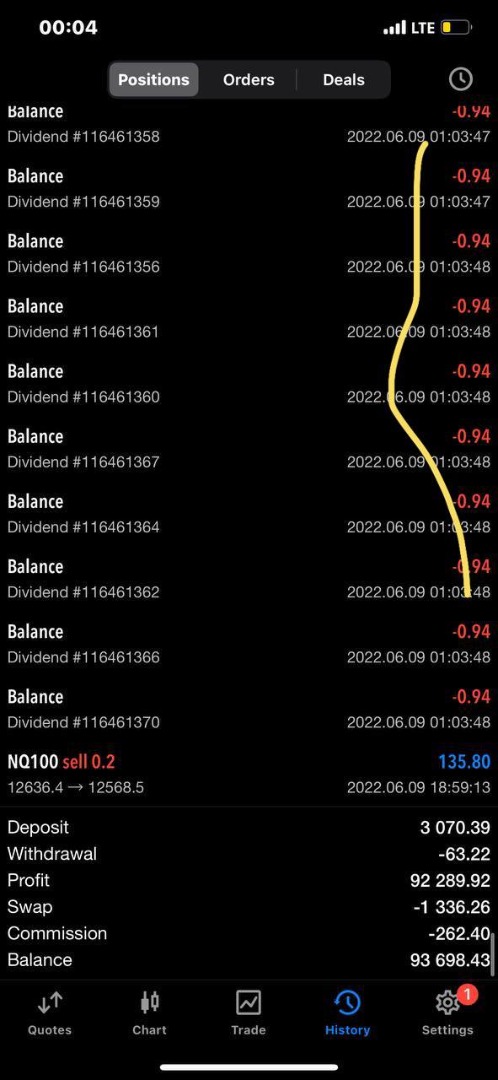 00:04 LTE
Positions Orders Deals
Balance -0.94
Dividend #116461358 2022.06.09 01:03:47
Balance -0.94
Dividend #116461359 2022.06.09 01:03:47
Balance -0.94
Dividend #116461356 2022.06.09 01:03:48
Balance -0.94
Dividend #116461361 2022.06.09 01:03:48
Balance -0.94
Dividend #116461360 2022.06.09 01:03:48
Balance -0.94
Dividend #116461367 2022.06.09 01:03:48
Balance -0.94
Dividend #116461364 2022.06.09 01:03:48
Balance -0.94
Dividend #116461362 2022.06.09 01:03:48
Balance -0.94
Dividend #116461366 2022.06.09 01:03:48
Balance -0.94
Dividend #116461370 2022.06.09 01:03:48
NQ100 sell 0.2 135.80
12636.4 → 12568.5 2022.06.09 18:59:13
Deposit 3 070.39
Withdrawal -63.22
Profit 92 289.92
Swap -1 336.26
Commission -262.40
Balance 93 698.43
1
Quotes Chart Trade History Settings